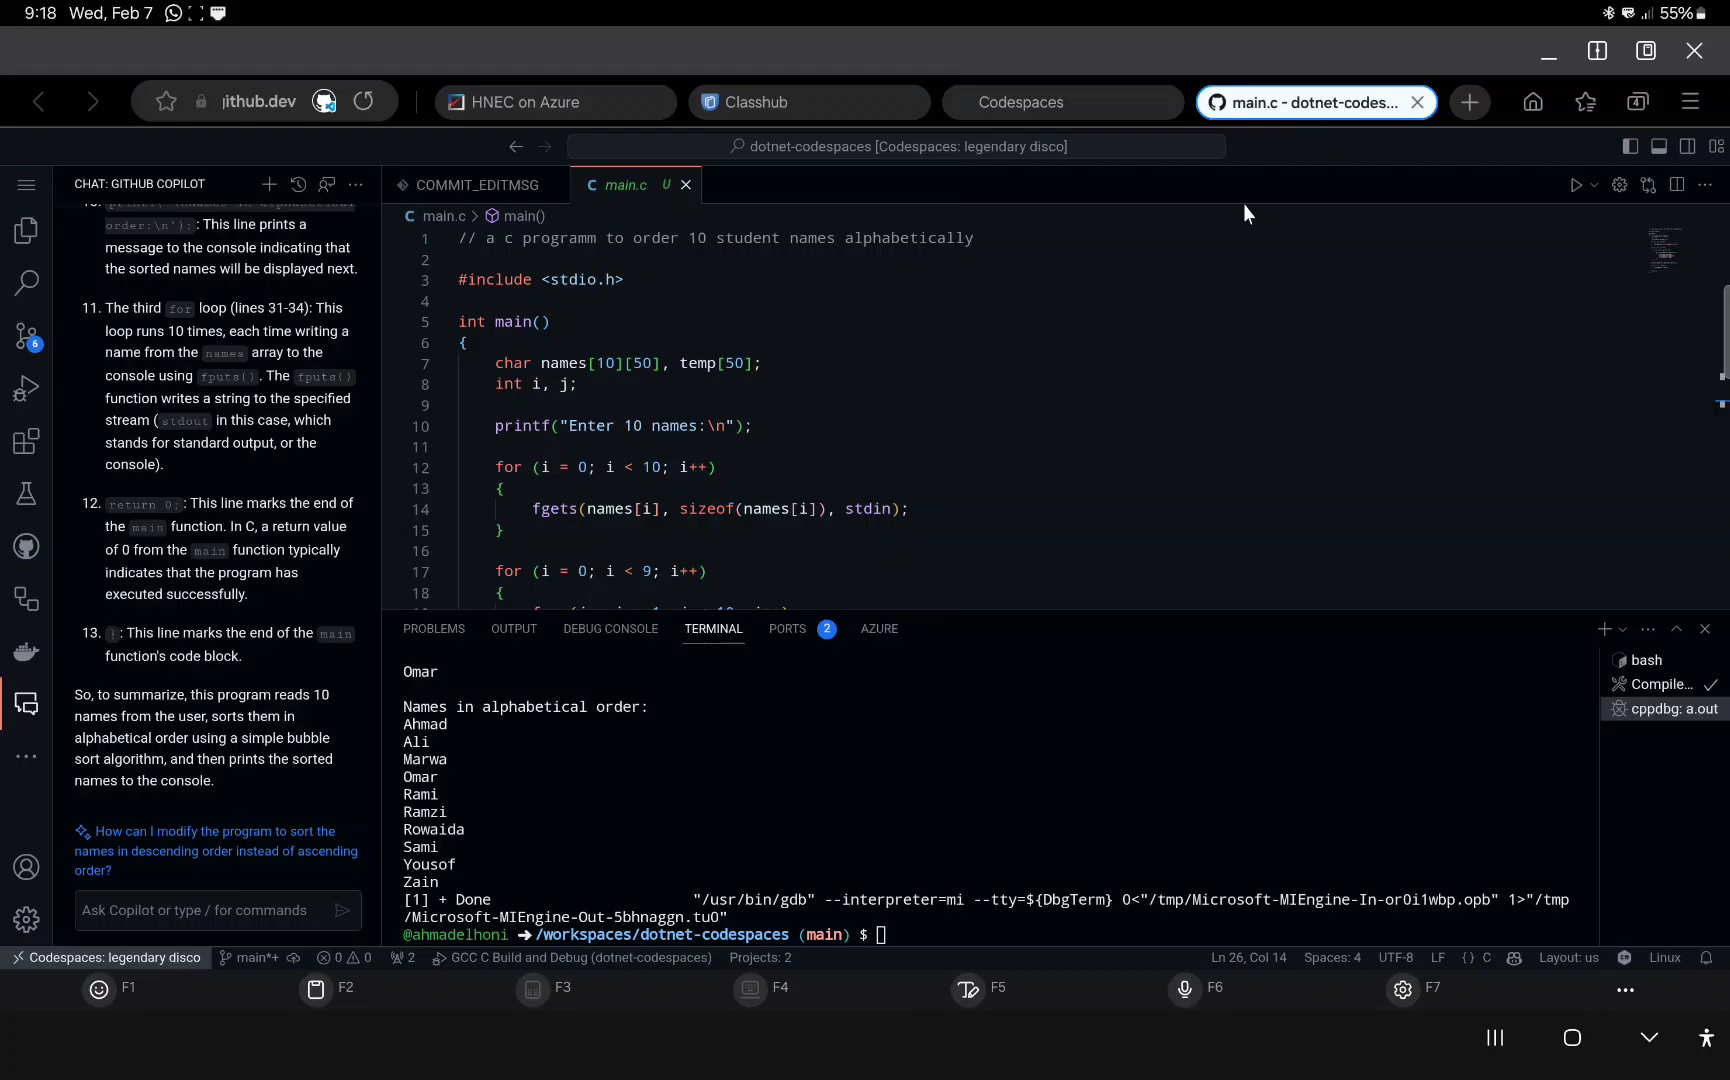 9:18 Wed, Feb 7
55%
github.dev
HNEC on Azure
Classhub
Codespaces
main.c - dotnet-codes...
4
dotnet-codespaces [Codespaces: legendary disco]
CHAT: GITHUB COPILOT
order:\n");: This line prints a
message to the console indicating that
the sorted names will be displayed next.
11. The third for loop (lines 31-34): This
loop runs 10 times, each time writing a
name from the names array to the
console using fputs(). The fputs()
function writes a string to the specified
stream (stdout in this case, which
stands for standard output, or the
console).
12. return 0;: This line marks the end of
the main function. In C, a return value
of 0 from the main function typically
indicates that the program has
executed successfully.
13. }: This line marks the end of the main
function's code block.
So, to summarize, this program reads 10
names from the user, sorts them in
alphabetical order using a simple bubble
sort algorithm, and then prints the sorted
names to the console.
How can I modify the program to sort the
names in descending order instead of ascending
order?
Ask Copilot or type / for commands
6
COMMIT_EDITMSG
C main.c U
C main.c > main()
1 // a c programm to order 10 student names alphabetically
2
3 #include <stdio.h>
4
5 int main()
6 {
7 char names[10][50], temp[50];
8 int i, j;
9
10 printf("Enter 10 names:\n");
11
12 for (i = 0; i < 10; i++)
13 {
14 fgets(names[i], sizeof(names[i]), stdin);
15 }
16
17 for (i = 0; i < 9; i++)
18 {
PROBLEMS OUTPUT DEBUG CONSOLE TERMINAL PORTS 2 AZURE
Omar
Names in alphabetical order:
Ahmad
Ali
Marwa
Omar
Rami
Ramzi
Rowaida
Sami
Yousof
Zain
[1] + Done "/usr/bin/gdb" --interpreter=mi --tty=${DbgTerm} 0<"/tmp/Microsoft-MIEngine-In-or0i1wbp.opb" 1>"/tmp
/Microsoft-MIEngine-Out-5bhnaggn.tu0"
@ahmadelhoni ➜ /workspaces/dotnet-codespaces (main) $
bash
Compile...
cppdbg: a.out
Codespaces: legendary disco main*+ 0 0 2 GCC C Build and Debug (dotnet-codespaces) Projects: 2 Ln 26, Col 14 Spaces: 4 UTF-8 LF {} C Layout: us Linux
F1 F2 F3 F4 F5 F6 F7